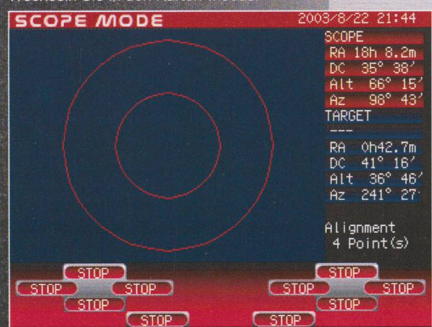 SCOPE MODE 2003/8/22 21:44
SCOPE
RA 18h 8.2m
DC 35° 38′
Alt 66° 15′
Az 98° 43′
TARGET
---
RA 0h42.7m
DC 41° 16′
Alt 36° 46′
Az 241° 27′
Alignment
4 Point(s)
STOP STOP
STOP STOP STOP STOP
STOP STOP
STOP STOP